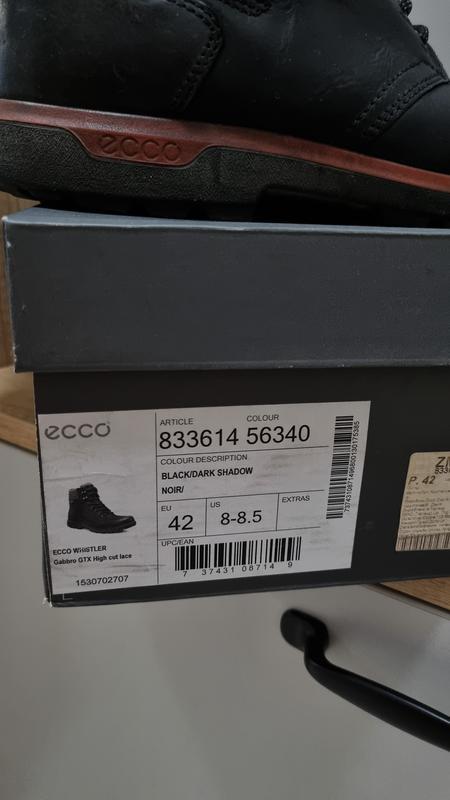 ecco
ecco
ARTICLE COLOUR
833614 56340
COLOUR DESCRIPTION
BLACK/DARK SHADOW
NOIR/
EU
42
US
8-8.5
EXTRAS
UPC/EAN
7 37431 08714 9
ECCO WHISTLER
Gabbro GTX High cut lace
1530702707
P. 42